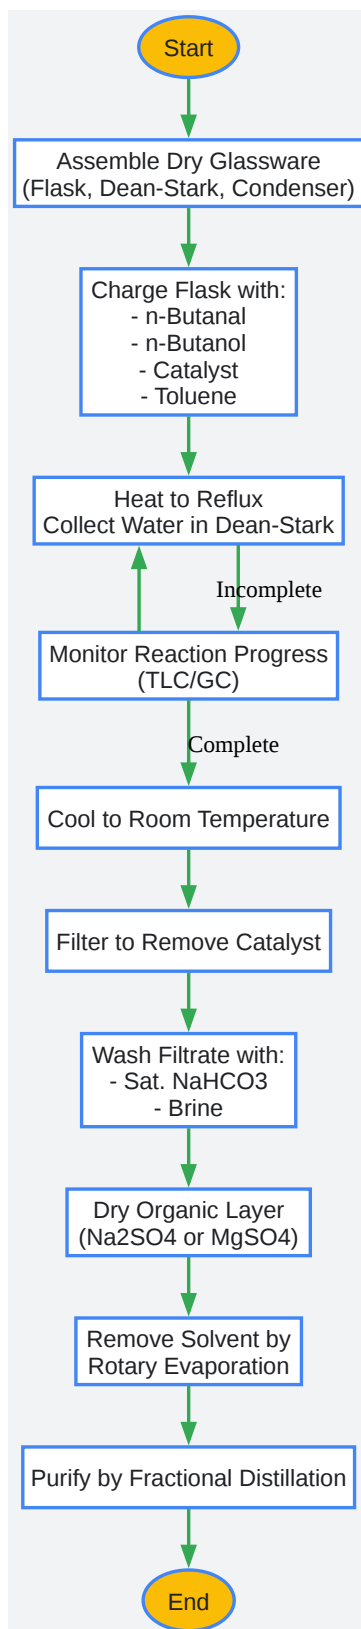 Start
Assemble Dry Glassware
(Flask, Dean-Stark, Condenser)
Charge Flask with:
- n-Butanal
- n-Butanol
- Catalyst
- Toluene
Heat to Reflux
Collect Water in Dean-Stark
Incomplete
Monitor Reaction Progress
(TLC/GC)
Complete
Cool to Room Temperature
Filter to Remove Catalyst
Wash Filtrate with:
- Sat. NaHCO3
- Brine
Dry Organic Layer
(Na2SO4 or MgSO4)
Remove Solvent by
Rotary Evaporation
Purify by Fractional Distillation
End